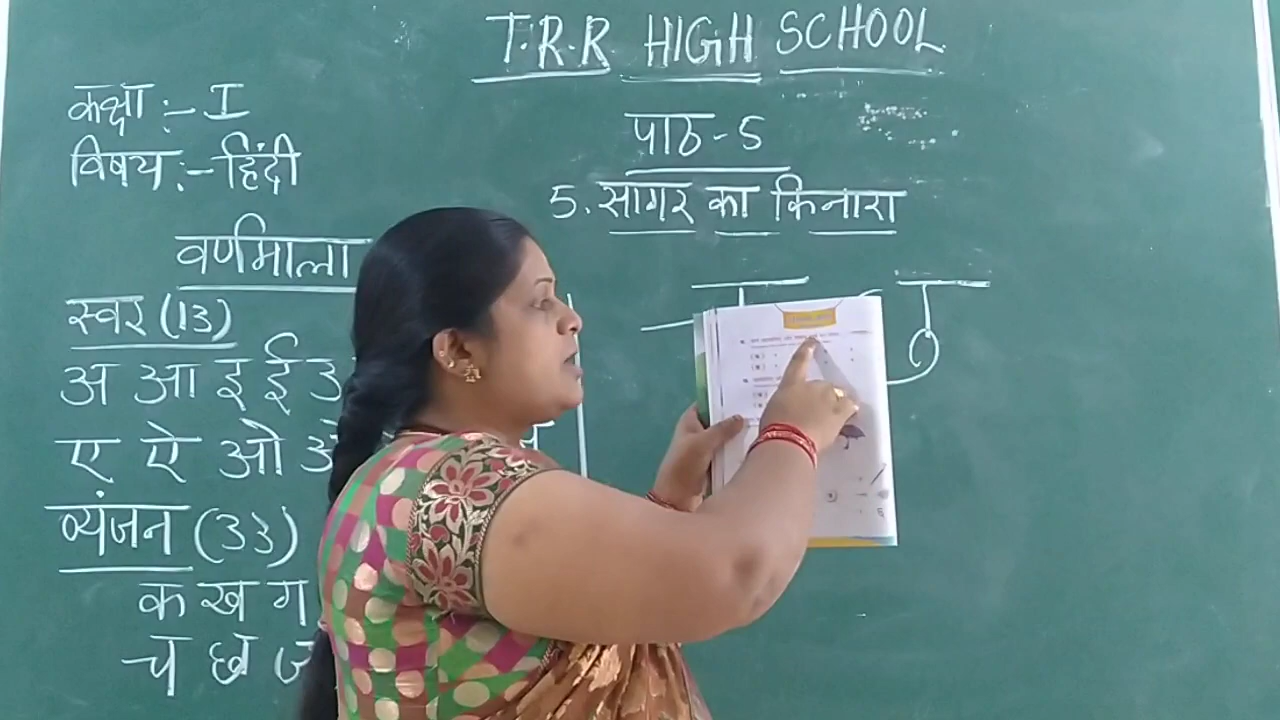 T.R.R HIGH SCHOOL
कक्षा :- I
विषय :- हिंदी
पाठ-5
5. सागर का किनारा
वर्णमाला
स्वर (13)
अ आ इ ई उ
ए ऐ ओ औ
व्यंजन (33)
क ख ग
च छ ज